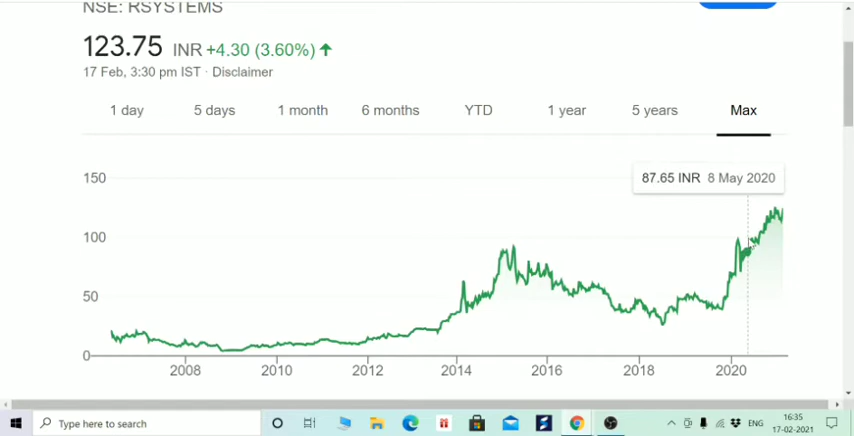 NSE: RSYSTEMS
123.75 INR +4.30 (3.60%) ↑
17 Feb, 3:30 pm IST · Disclaimer
1 day 5 days 1 month 6 months YTD 1 year 5 years Max
87.65 INR 8 May 2020
150
100
50
0
2008 2010 2012 2014 2016 2018 2020
Type here to search
ENG
16:35
17-02-2021